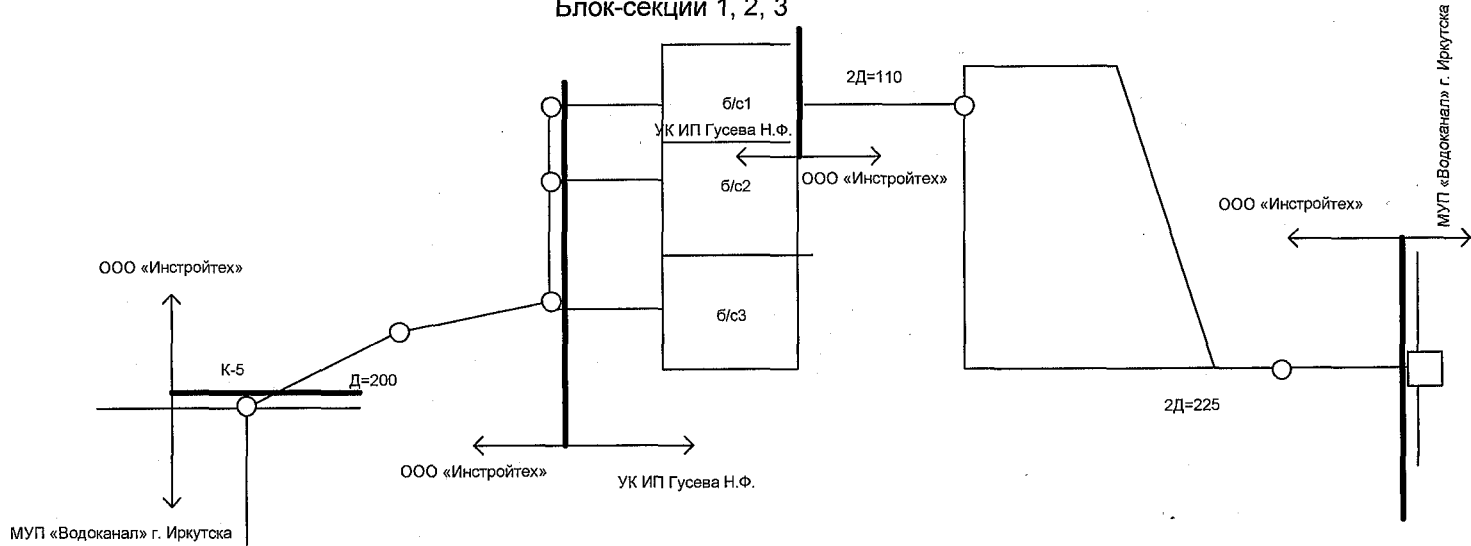 Блок-секции 1, 2, 3
МУП «Водоканал» г. Иркутска
2Д=110
б/с1
УК ИП Гусева Н.Ф.
ООО «Инстройтех»
б/с2
ООО «Инстройтех»
ООО «Инстройтех»
б/с3
К-5
Д=200
2Д=225
ООО «Инстройтех»
УК ИП Гусева Н.Ф.
МУП «Водоканал» г. Иркутска